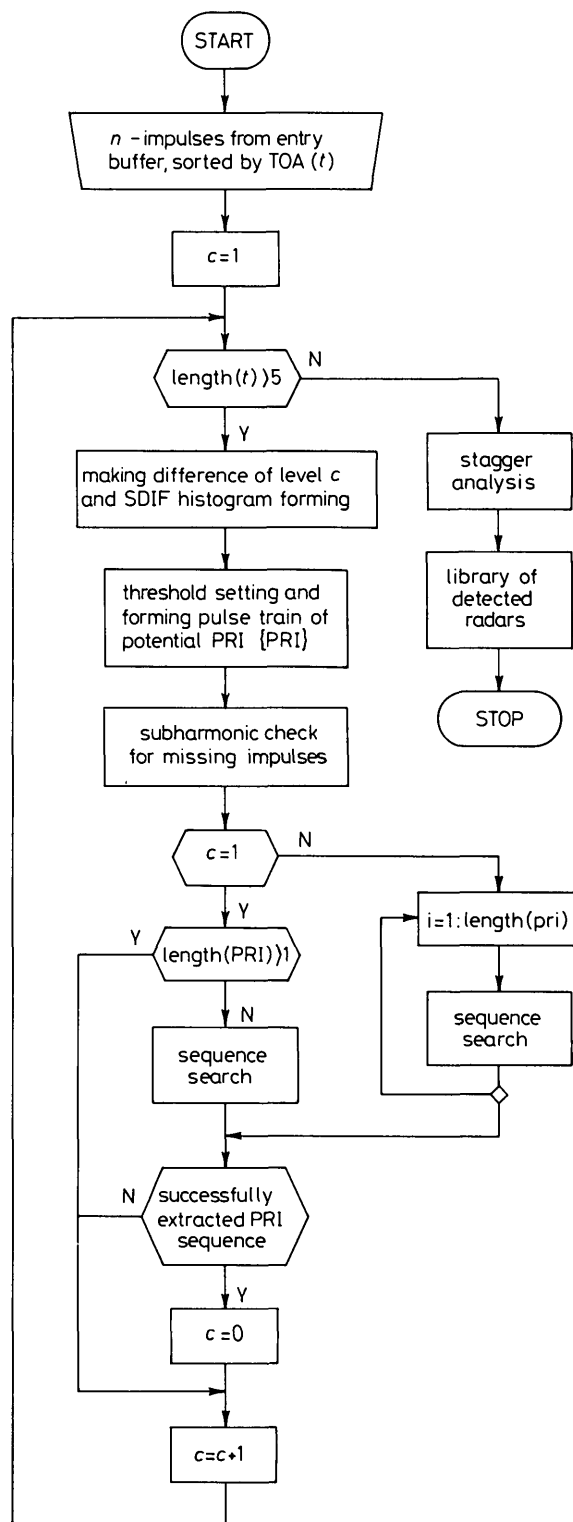 START
n - impulses from entry
buffer, sorted by TOA (t)
c=1
length(t)⟩5
N
Y
making difference of level c
and SDIF histogram forming
stagger
analysis
threshold setting and
forming pulse train of
potential PRI {PRI}
library of
detected
radars
subharmonic check
for missing impulses
STOP
c=1
N
Y
i=1:length(pri)
Y
length(PRI)⟩1
N
sequence
search
sequence
search
N
successfully
extracted PRI
sequence
Y
c=0
c=c+1